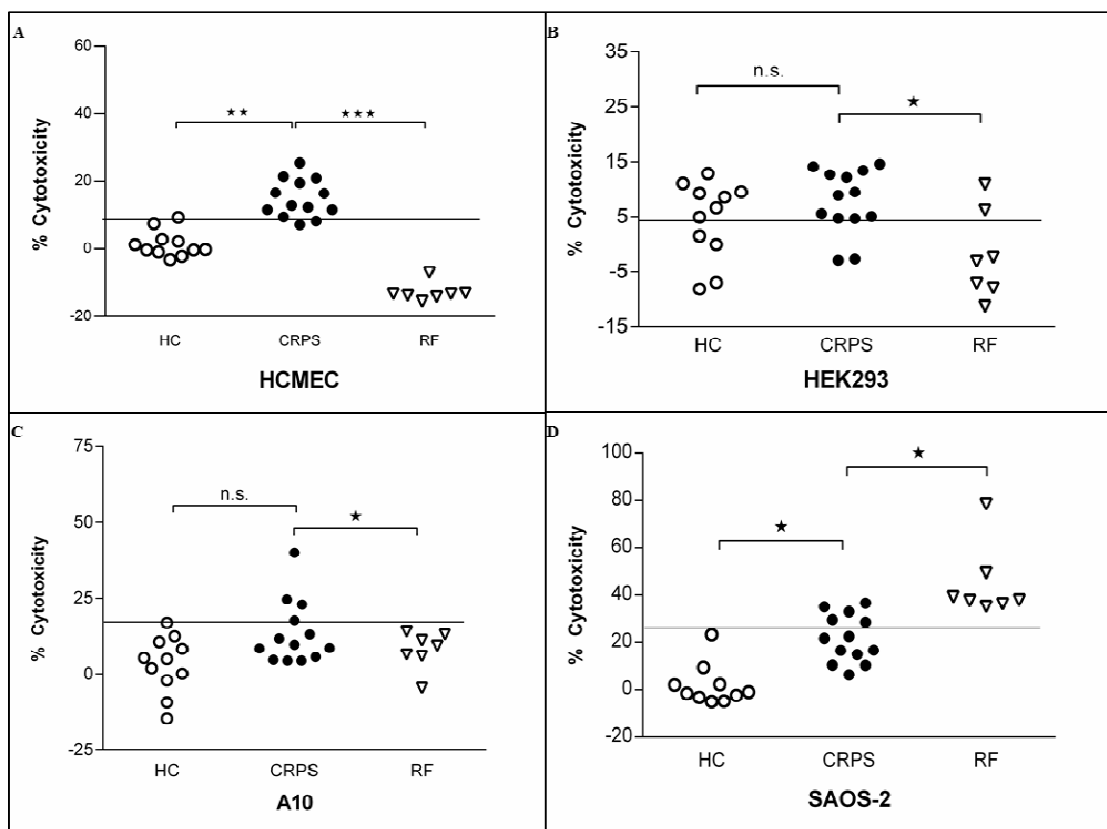 A
% Cytotoxicity
60
40
20
0
-20
★★
★★★
HC
CRPS
RF
HCMEC
B
% Cytotoxicity
35
25
15
5
-5
-15
n.s.
★
HC
CRPS
RF
HEK293
C
% Cytotoxicity
75
50
25
0
-25
n.s.
★
HC
CRPS
RF
A10
D
% Cytotoxicity
100
80
60
40
20
0
-20
★
★
HC
CRPS
RF
SAOS-2